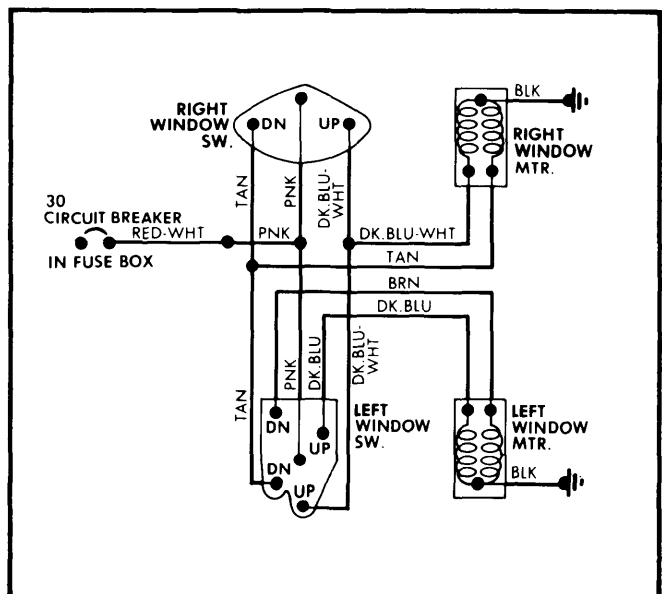 RIGHT
WINDOW
SW.
DN
UP
BLK
RIGHT
WINDOW
MTR.
TAN
PNK
DK.BLU-
WHT
30
CIRCUIT BREAKER
RED-WHT
PNK
DK.BLU-WHT
IN FUSE BOX
TAN
BRN
DK.BLU
TAN
PNK
DK.BLU
DK.BLU-
WHT
LEFT
WINDOW
SW.
DN
UP
DN
UP
LEFT
WINDOW
MTR.
BLK